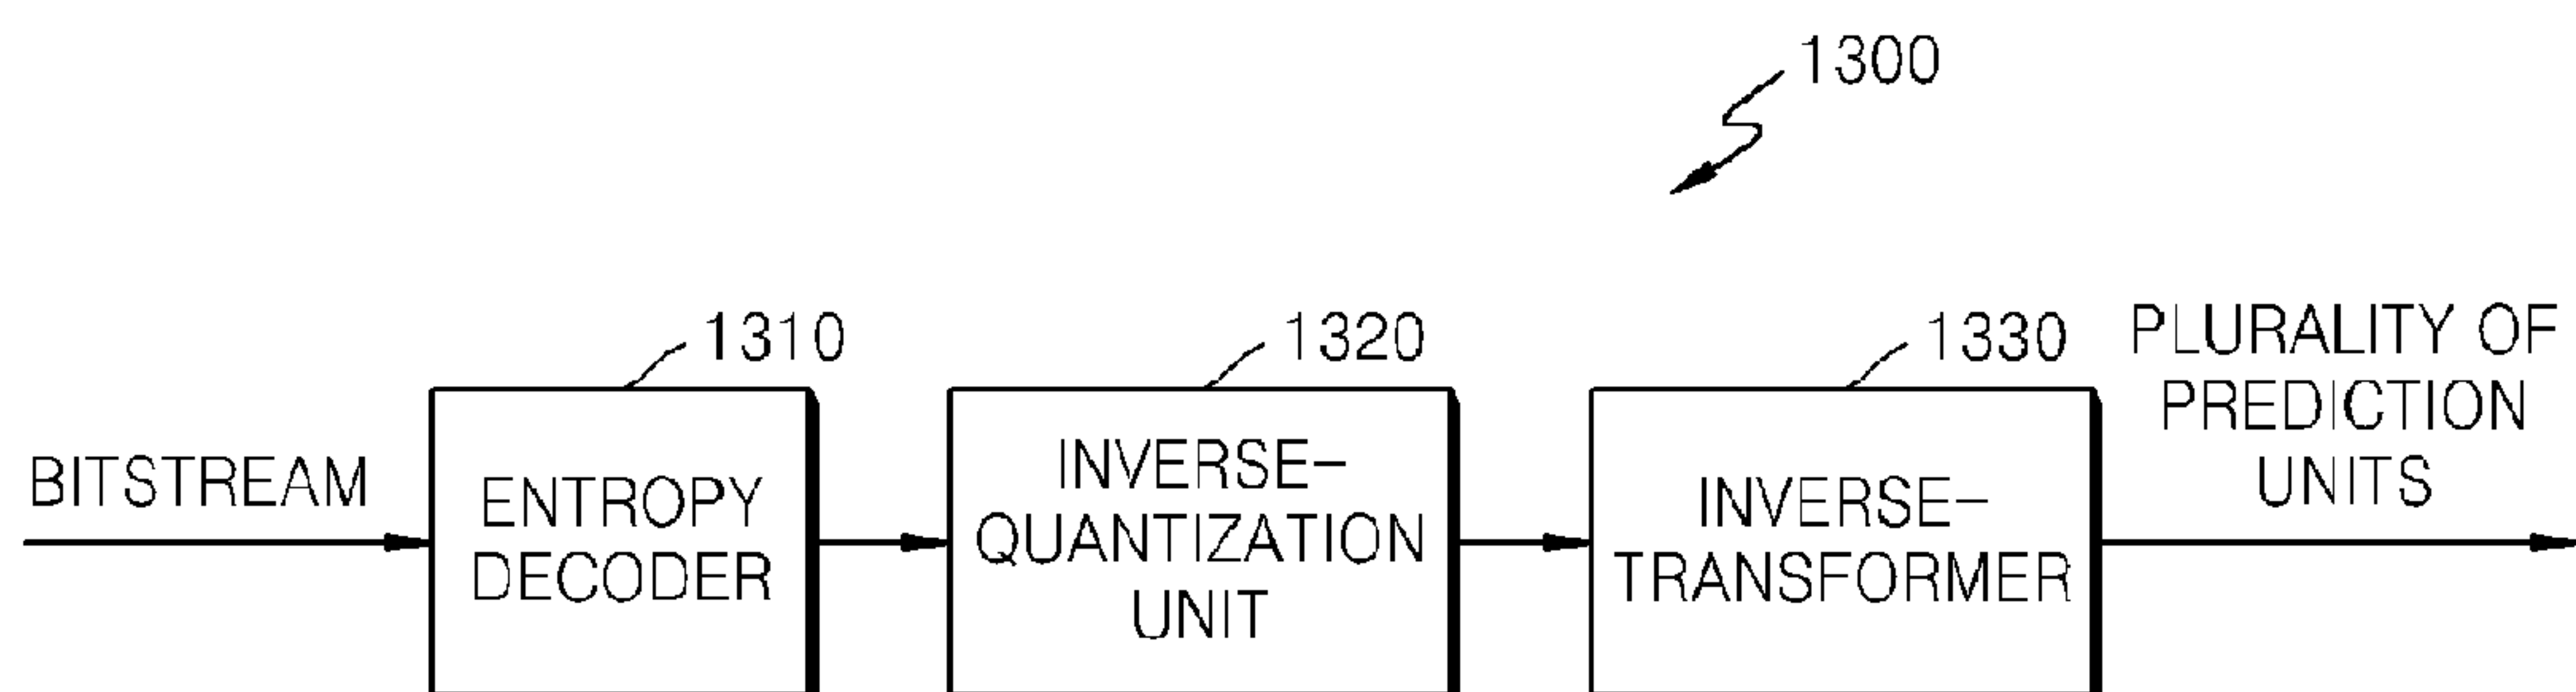 1300
1310
1320
1330
PLURALITY OF
PREDICTION
UNITS
BITSTREAM
ENTROPY
DECODER
INVERSE-
QUANTIZATION
UNIT
INVERSE-
TRANSFORMER